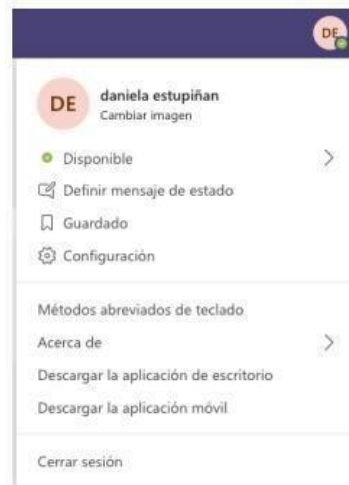 DE
DE
daniela estupiñan
Cambiar imagen
Disponible
Definir mensaje de estado
Guardado
Configuración
Métodos abreviados de teclado
Acerca de
Descargar la aplicación de escritorio
Descargar la aplicación móvil
Cerrar sesión